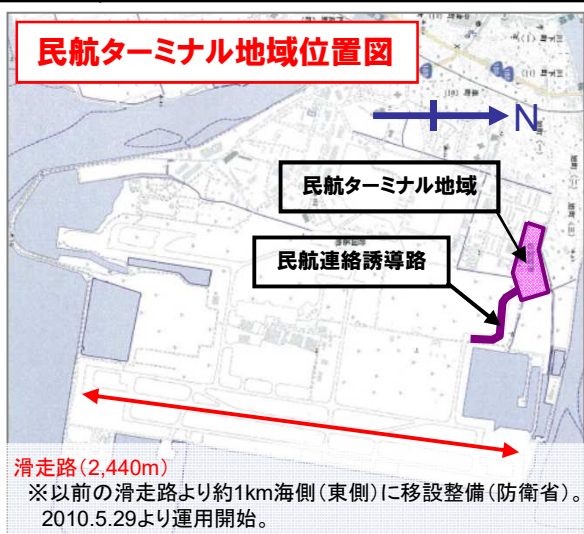 民航ターミナル地域位置図
N
民航ターミナル地域
民航連絡誘導路
滑走路(2,440m)
※以前の滑走路より約1km海側(東側)に移設整備(防衛省)。
2010.5.29より運用開始。